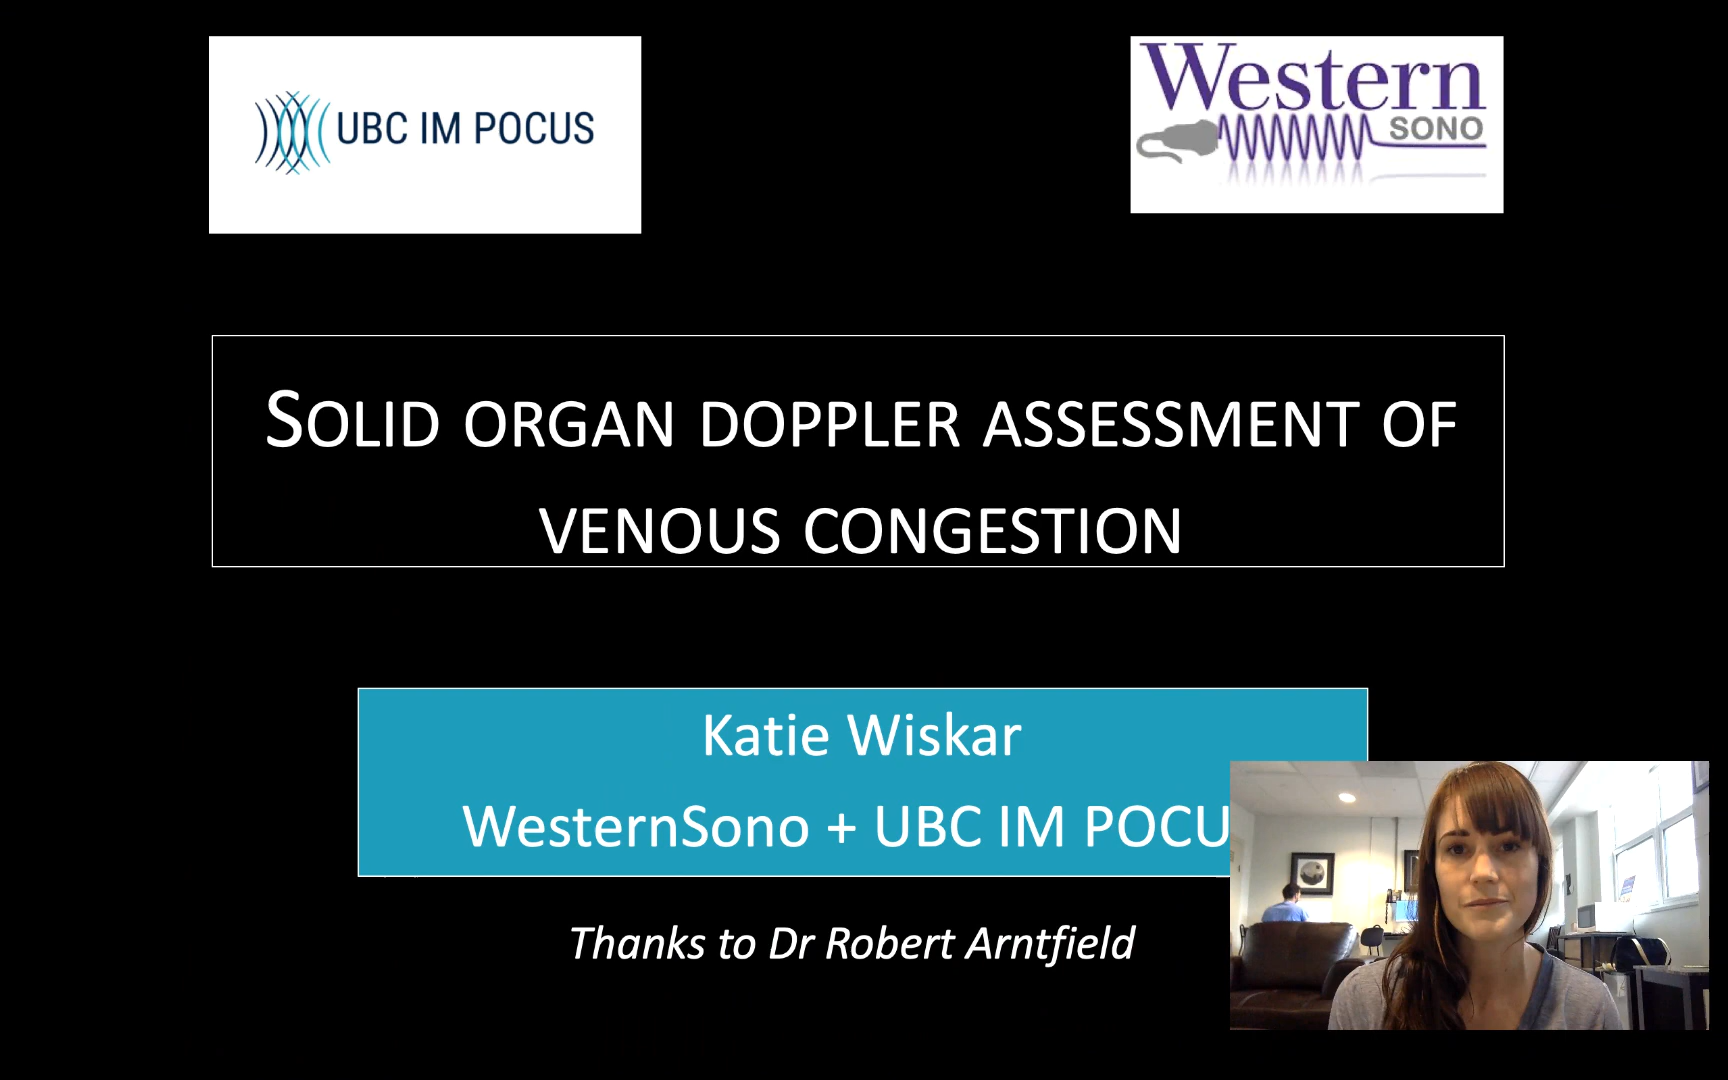 UBC IM POCUS
Western
SONO
SOLID ORGAN DOPPLER ASSESSMENT OF
VENOUS CONGESTION
Katie Wiskar
WesternSono + UBC IM POCU
Thanks to Dr Robert Arntfield